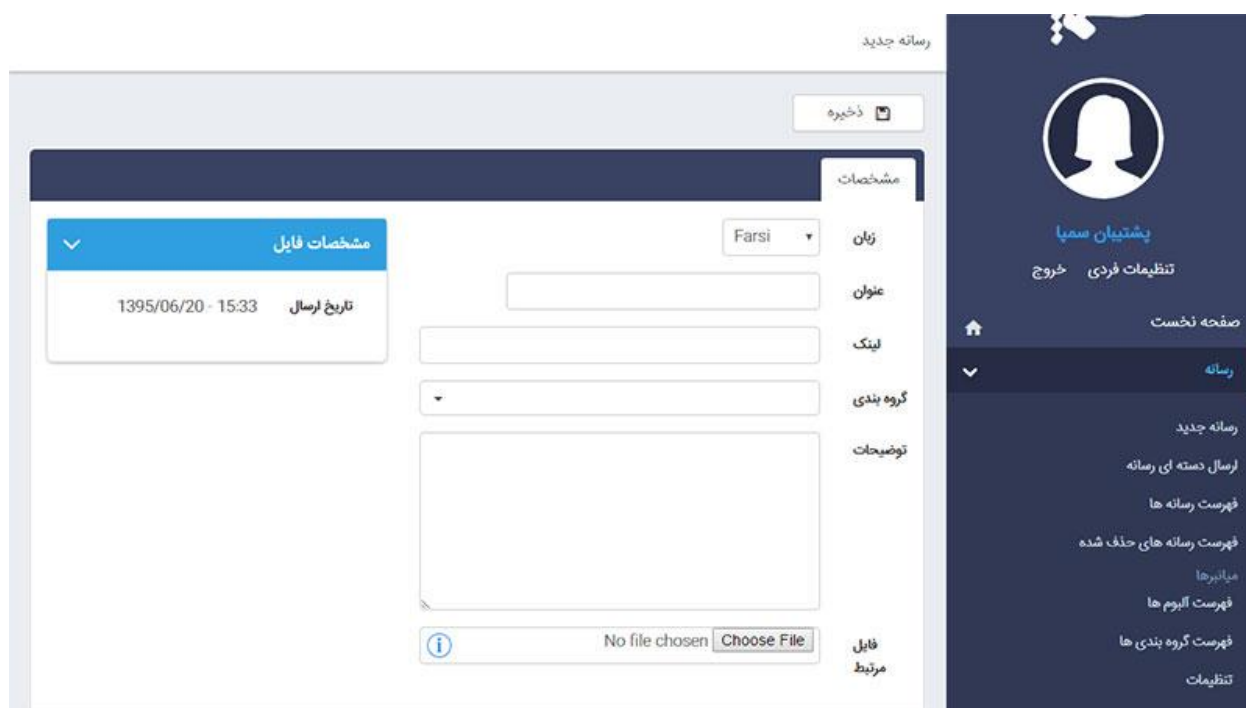 رسانه جدید
ذخیره
مشخصات
زبان
Farsi
عنوان
لینک
گروه بندی
توضیحات
فایل
مرتبط
Choose File No file chosen
مشخصات فایل
تاریخ ارسال
1395/06/20 - 15:33
پشتیبان سمپا
تنظیمات فردی خروج
صفحه نخست
رسانه
رسانه جدید
ارسال دسته ای رسانه
فهرست رسانه ها
فهرست رسانه های حذف شده
میانبرها
فهرست آلبوم ها
فهرست گروه بندی ها
تنظیمات